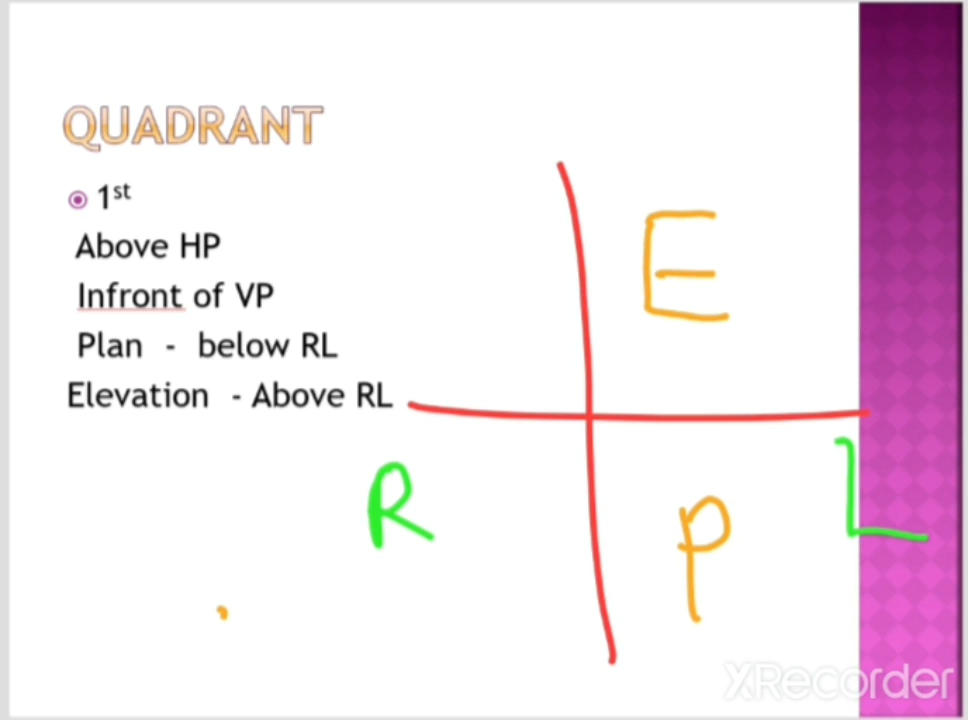 QUADRANT
1st
Above HP
Infront of VP
Plan - below RL
Elevation - Above RL
E
R
P
L
XRecorder